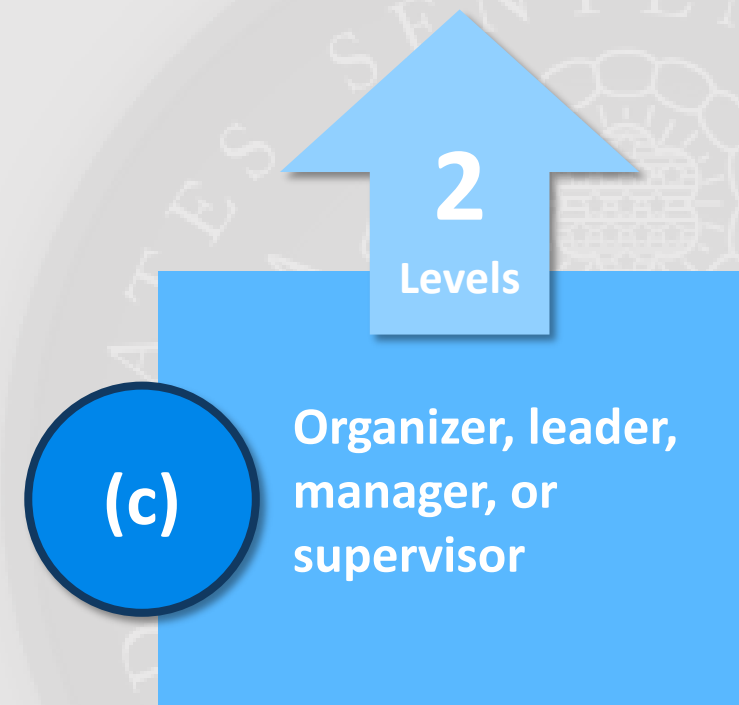 2
Levels
(c)
Organizer, leader,
manager, or
supervisor